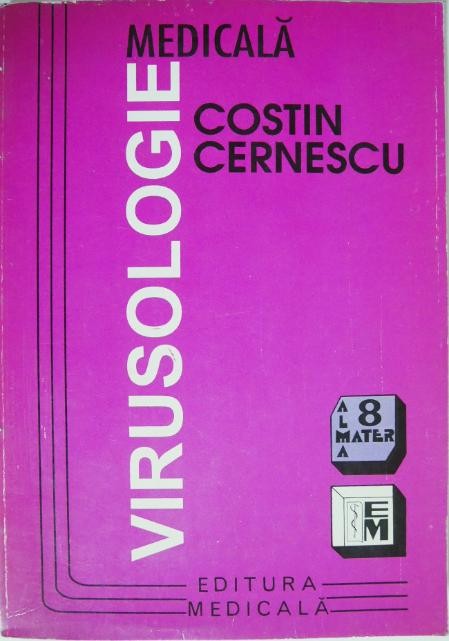 MEDICALĂ
VIRUSOLOGIE
COSTIN
CERNESCU
ALMA
8
MATER
EM
EDITURA
MEDICALĂ